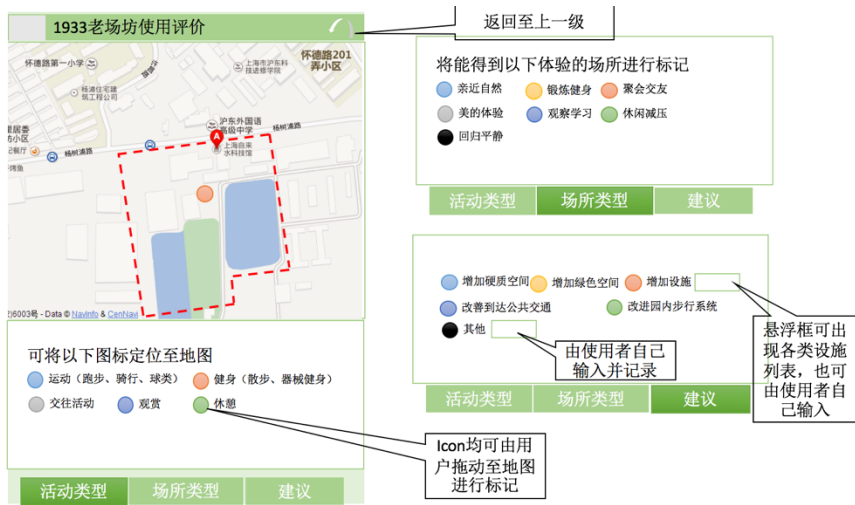 1933老场坊使用评价
返回至上一级
怀德路第一小学
上海市沪东科
技进修学院
怀德路201
弄小区
杨浦住宅建
筑工程公司
沪东外国语
高级中学
杨树浦路
A
上海自来
水科技馆
杨树浦路
烤鱼
)6003号 - Data © NavInfo & CenNavi
可将以下图标定位至地图
运动（跑步、骑行、球类） 健身（散步、器械健身）
交往活动 观赏 休憩
活动类型 场所类型 建议
将能得到以下体验的场所进行标记
亲近自然 锻炼健身 聚会交友
美的体验 观察学习 休闲减压
回归平静
活动类型 场所类型 建议
增加硬质空间 增加绿色空间 增加设施
改善到达公共交通 改进园内步行系统
其他
由使用者自己
输入并记录
活动类型 场所类型 建议
悬浮框可出
现各类设施
列表，也可
由使用者自
己输入
Icon均可由用
户拖动至地图
进行标记